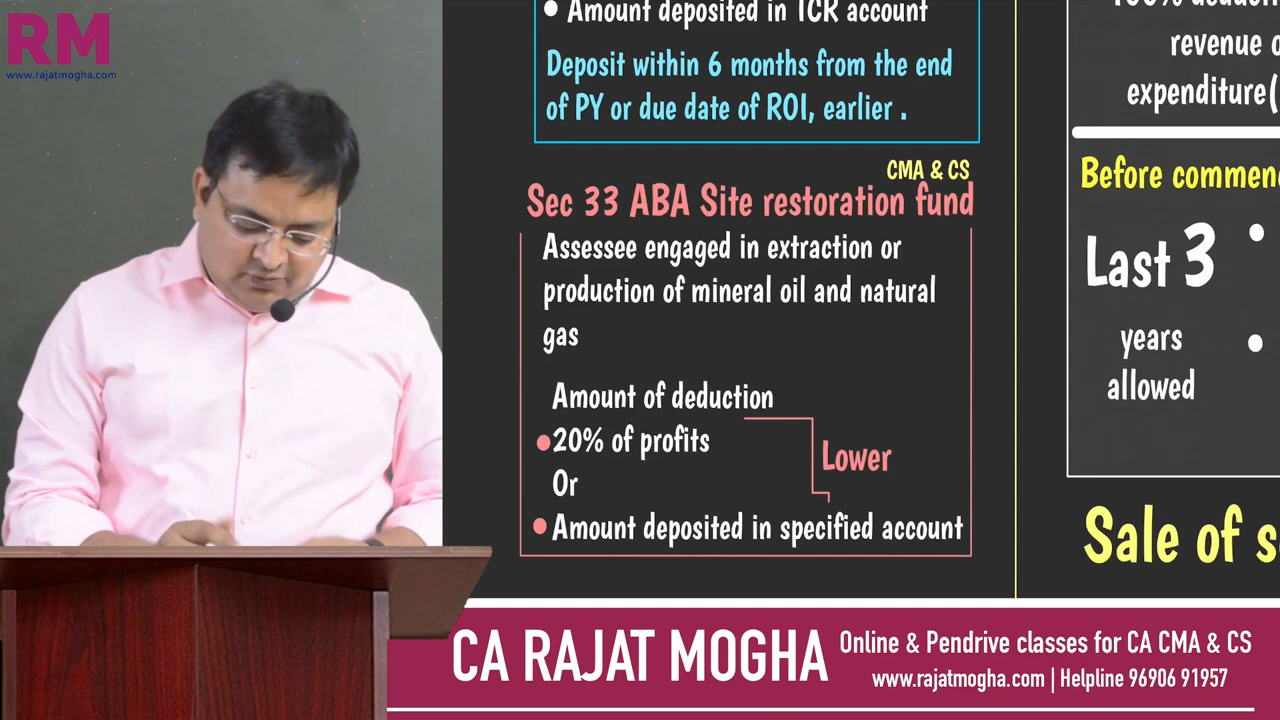 RM
www.rajatmogha.com
• Amount deposited in TCR account
Deposit within 6 months from the end
of PY or due date of ROI, earlier .
CMA & CS
Sec 33 ABA Site restoration fund
Assessee engaged in extraction or
production of mineral oil and natural
gas
Amount of deduction
• 20% of profits
Or
Lower
• Amount deposited in specified account
revenue
expenditure(
Before
Last 3
years
allowed
Sale of
CA RAJAT MOGHA
Online & Pendrive classes for CA CMA & CS
www.rajatmogha.com | Helpline 96906 91957